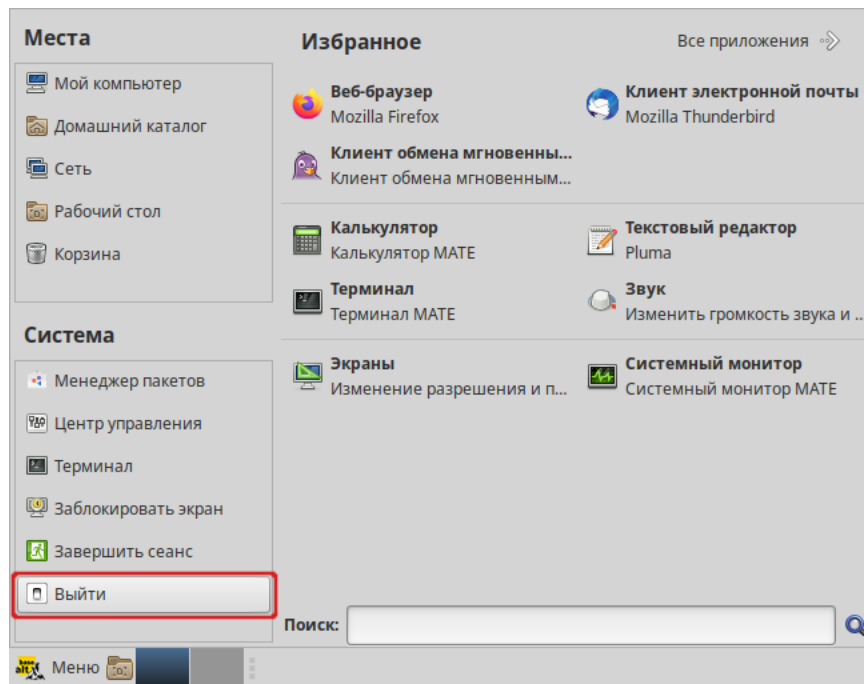 Места
Мой компьютер
Домашний каталог
Сеть
Рабочий стол
Корзина
Система
Менеджер пакетов
Центр управления
Терминал
Заблокировать экран
Завершить сеанс
Выйти
Избранное
Все приложения
Веб-браузер
Mozilla Firefox
Клиент электронной почты
Mozilla Thunderbird
Клиент обмена мгновенны...
Клиент обмена мгновенным...
Калькулятор
Калькулятор MATE
Текстовый редактор
Pluma
Терминал
Терминал MATE
Звук
Изменить громкость звука и ...
Экраны
Изменение разрешения и п...
Системный монитор
Системный монитор MATE
Поиск:
base
alt
Меню